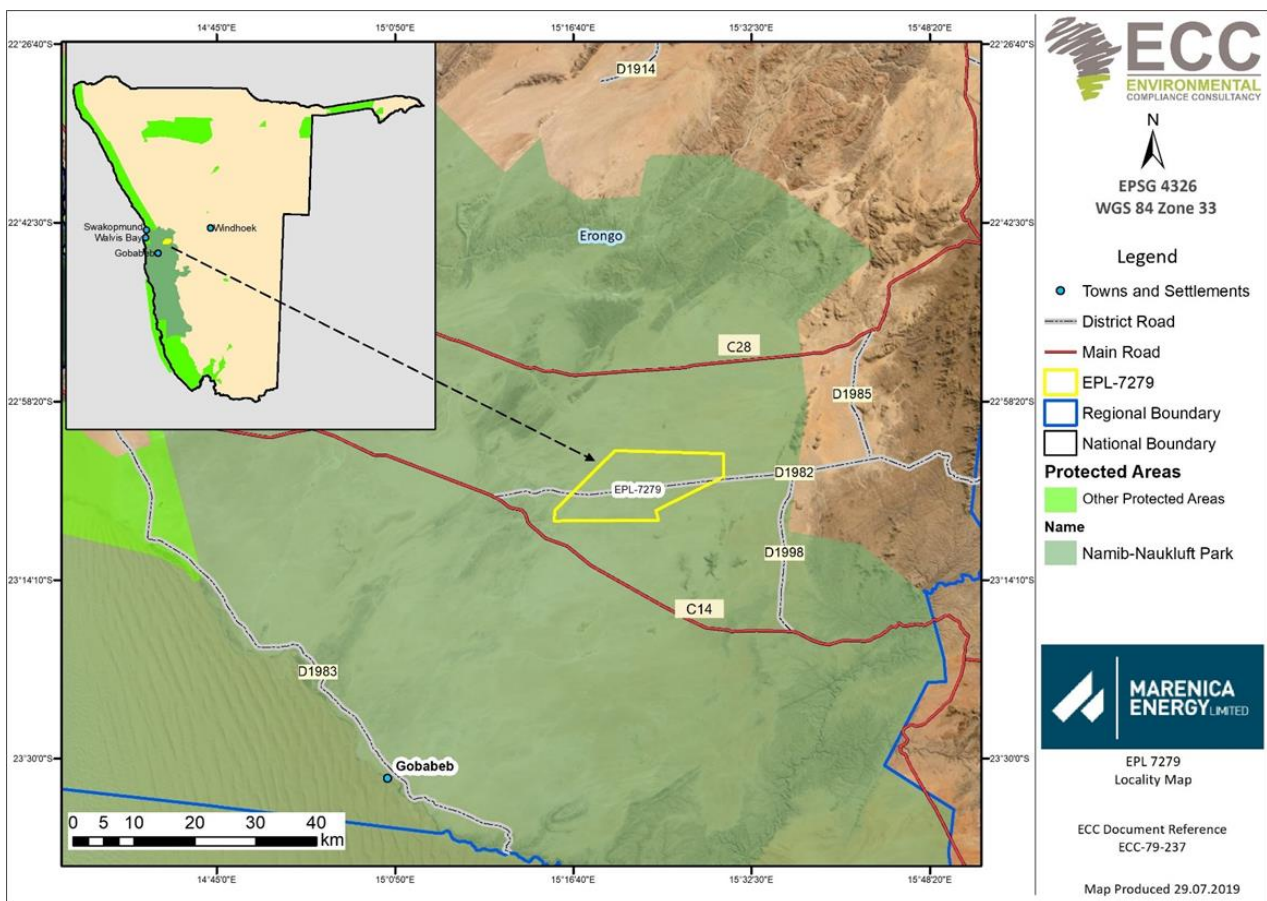 14°45'0"E
15°0'50"E
15°16'40"E
15°32'30"E
15°48'20"E
22°26'40"S
22°26'40"S
D1914
Swakopmund
Walvis Bay
Gobabeb
Windhoek
22°42'30"S
22°42'30"S
Erongo
C28
D1985
22°58'20"S
22°58'20"S
D1982
EPL-7279
D1998
23°14'10"S
23°14'10"S
C14
D1983
23°30'0"S
23°30'0"S
Gobabeb
0 5 10 20 30 40
km
14°45'0"E
15°0'50"E
15°16'40"E
15°32'30"E
15°48'20"E
ECC
ENVIRONMENTAL
COMPLIANCE CONSULTANCY
N
EPSG 4326
WGS 84 Zone 33
Legend
Towns and Settlements
District Road
Main Road
EPL-7279
Regional Boundary
National Boundary
Protected Areas
Other Protected Areas
Name
Namib-Naukluft Park
MARENICA
ENERGY LIMITED
EPL 7279
Locality Map
ECC Document Reference
ECC-79-237
Map Produced 29.07.2019